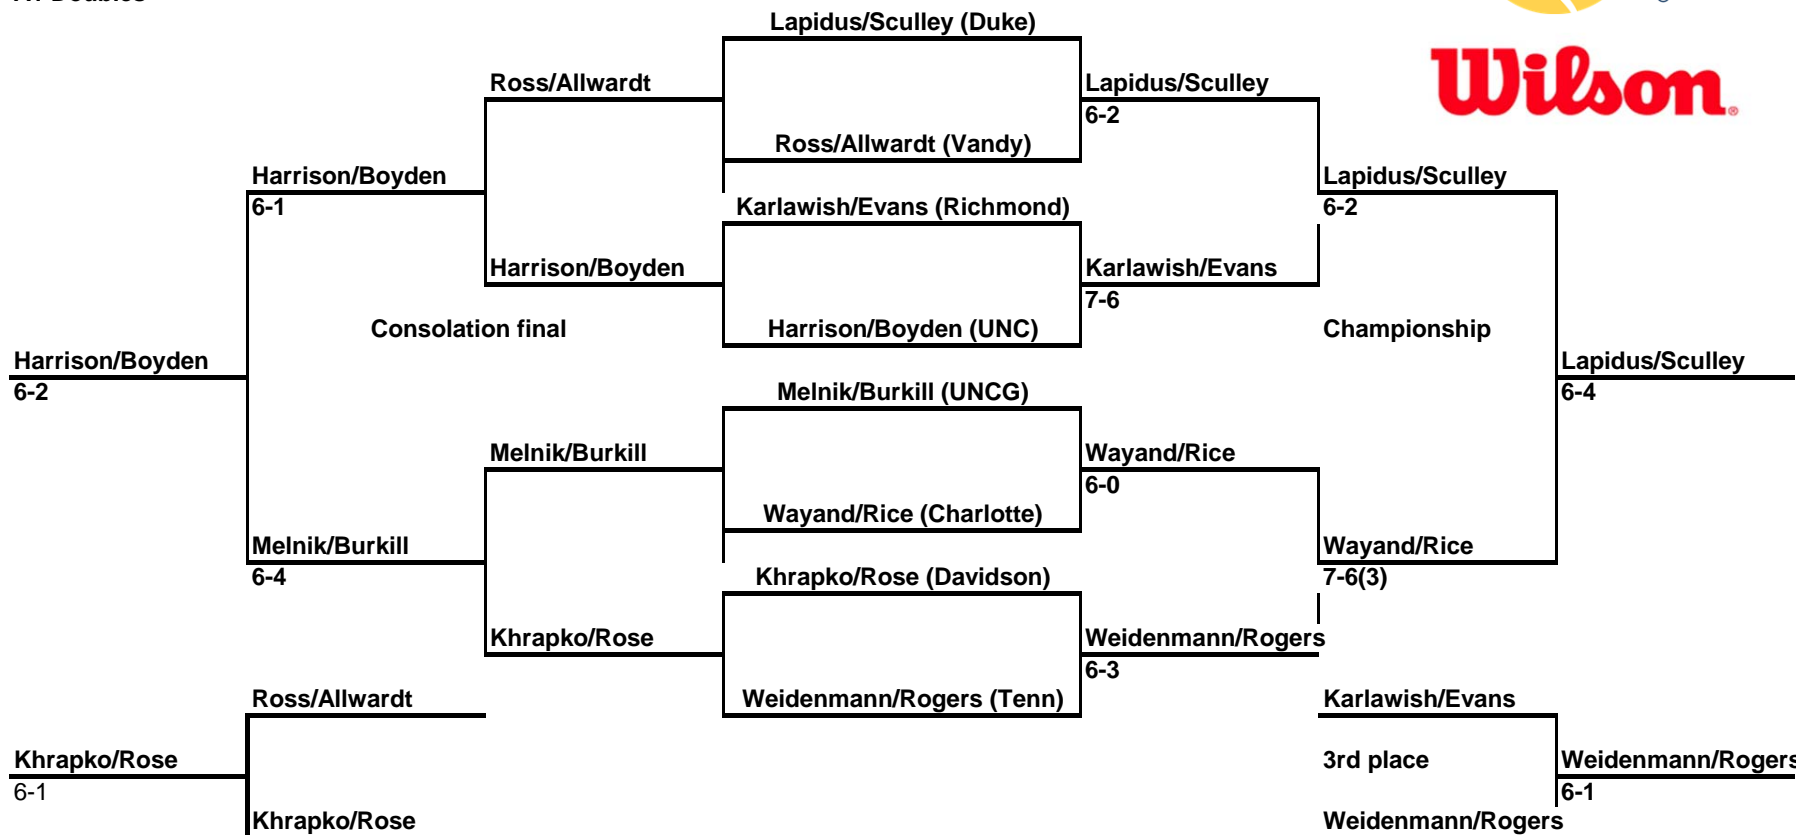 Lapidus/Sculley (Duke)
Ross/Allwardt
Lapidus/Sculley
Wilson
6-2
Ross/Allwardt (Vandy)
Harrison/Boyden
Lapidus/Sculley
6-1
Karlawish/Evans (Richmond)
6-2
Harrison/Boyden
Karlawish/Evans
7-6
Consolation final
Harrison/Boyden (UNC)
Championship
Harrison/Boyden
Lapidus/Sculley
6-2
Melnik/Burkill (UNCG)
6-4
Melnik/Burkill
Wayand/Rice
6-0
Wayand/Rice (Charlotte)
Melnik/Burkill
Wayand/Rice
6-4
Khrapko/Rose (Davidson)
7-6(3)
Khrapko/Rose
Weidenmann/Rogers
6-3
Ross/Allwardt
Weidenmann/Rogers (Tenn)
Karlawish/Evans
Khrapko/Rose
3rd place
Weidenmann/Rogers
6-1
6-1
Khrapko/Rose
Weidenmann/Rogers